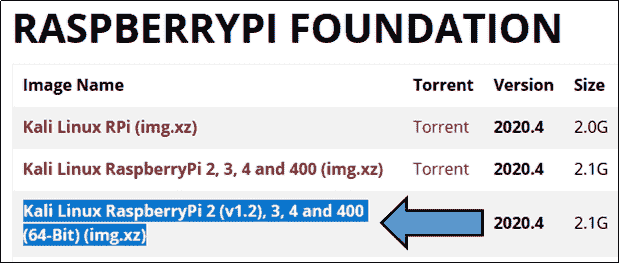 RASPBERRYPI FOUNDATION
Image Name Torrent Version Size
Kali Linux RPi (img.xz) Torrent 2020.4 2.0G
Kali Linux RaspberryPi 2, 3, 4 and 400 (img.xz) Torrent 2020.4 2.1G
Kali Linux RaspberryPi 2 (v1.2), 3, 4 and 400
(64-Bit) (img.xz) 2020.4 2.1G